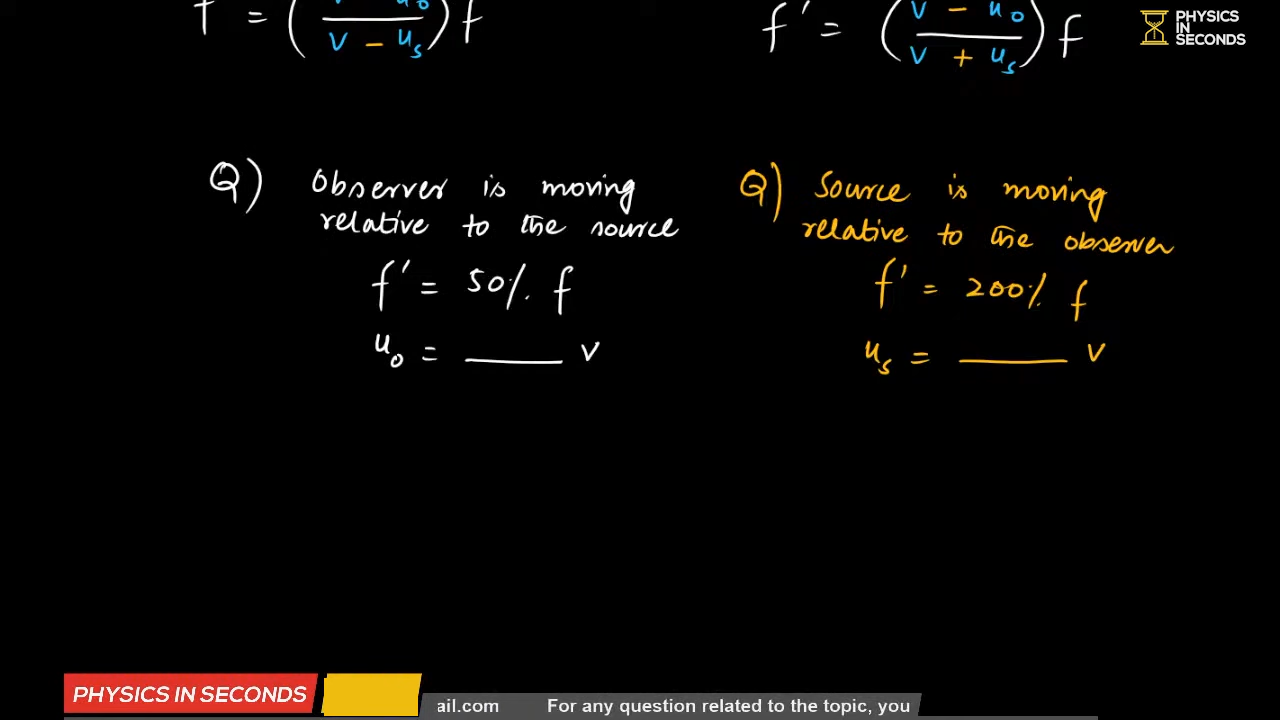 f' = ( u₀ / v - uₛ ) f
f' = ( v - u₀ / v + uₛ ) f
PHYSICS
IN
SECONDS
Q) Observer is moving
relative to the source
f' = 50% f
u₀ = ______ v
Q) Source is moving
relative to the observer
f' = 200% f
uₛ = ______ v
PHYSICS IN SECONDS
ail.com For any question related to the topic, you